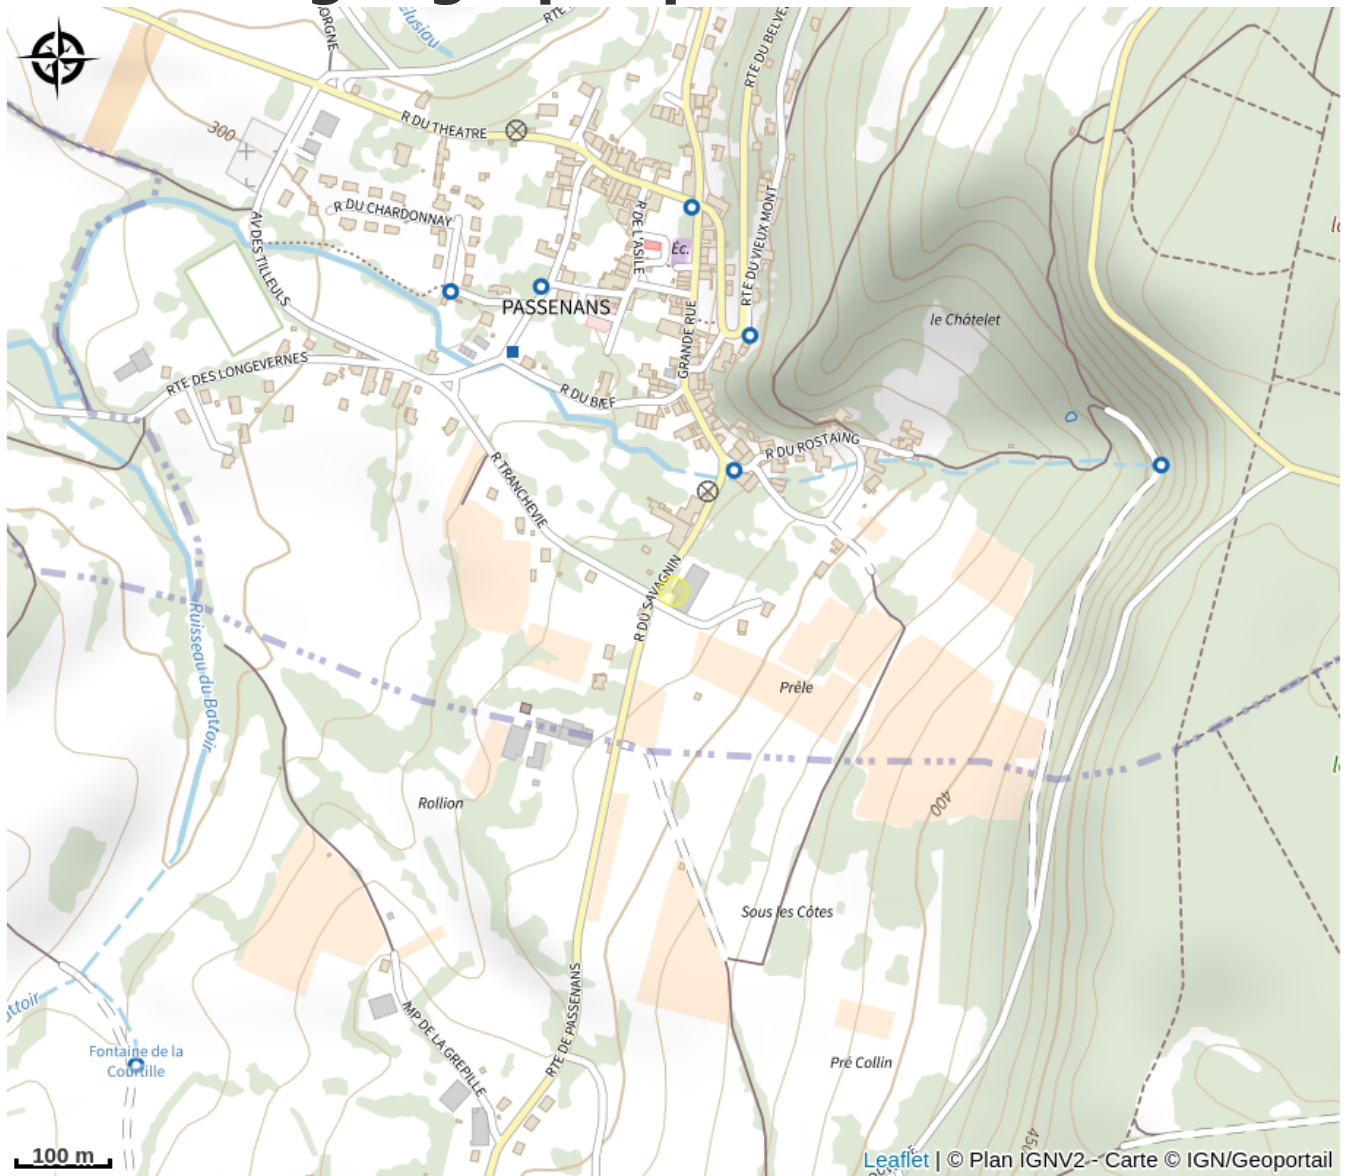 RTE
RTE DU BELVE
300
R DU THEATRE
R DU CHARDONNAY
R DE L'ASILE
Éc.
AV DES TILLEULS
RTE DU VIEUX MONT
PASSENANS
le Châtelet
GRANDE RUE
RTE DES LONGEVERNES
R DU BIEF
R DU ROSTAING
R TRANCHEVIE
R DU SAVAGNIN
Ruisseau du Battoir
Prêle
Rollion
400
Sous les Côtes
RTE DE PASSENANS
IMP DE LA GREPILLE
Fontaine de la
Courtille
Pré Collin
100 m
Leaflet | © Plan IGNV2 - Carte © IGN/Geoportail